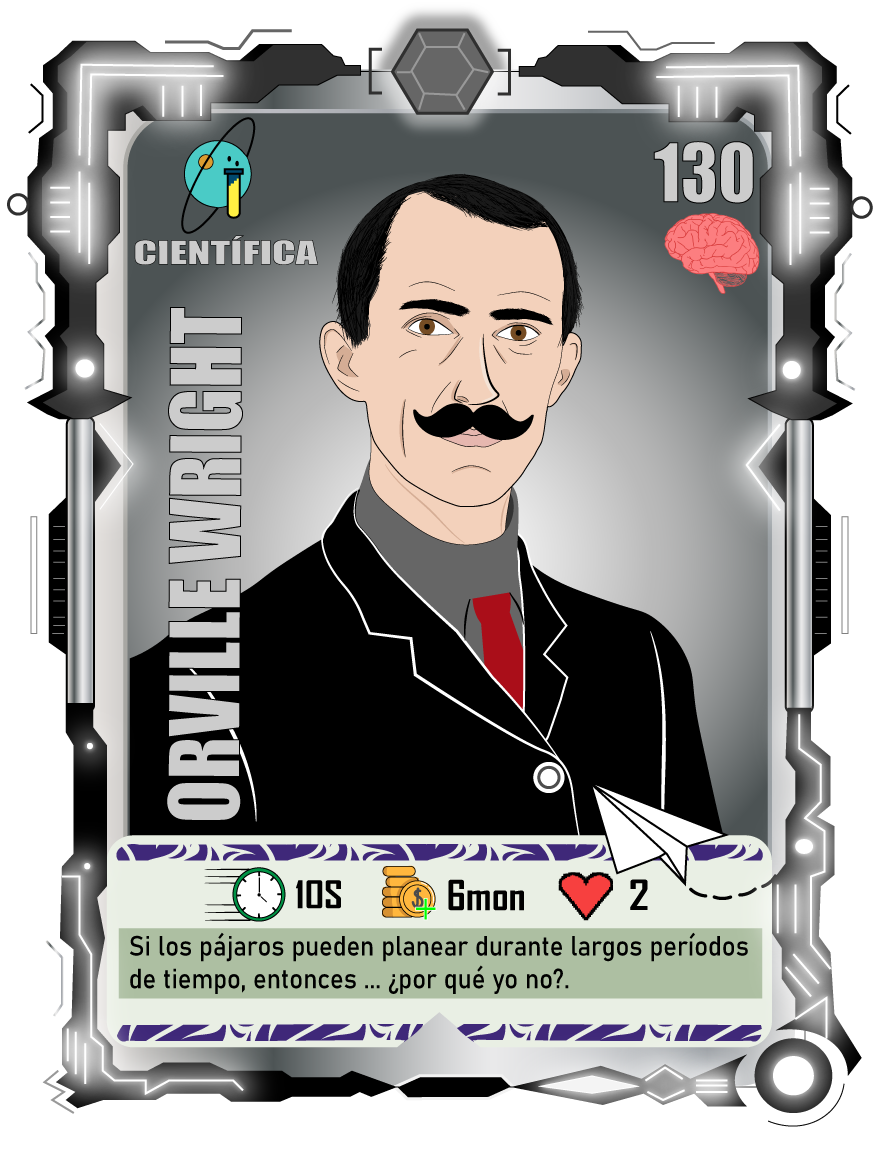 130
CIENTÍFICA
ORVILLE WRIGHT
10S
6mon
2
Si los pájaros pueden planear durante largos períodos
de tiempo, entonces ... ¿por qué yo no?.